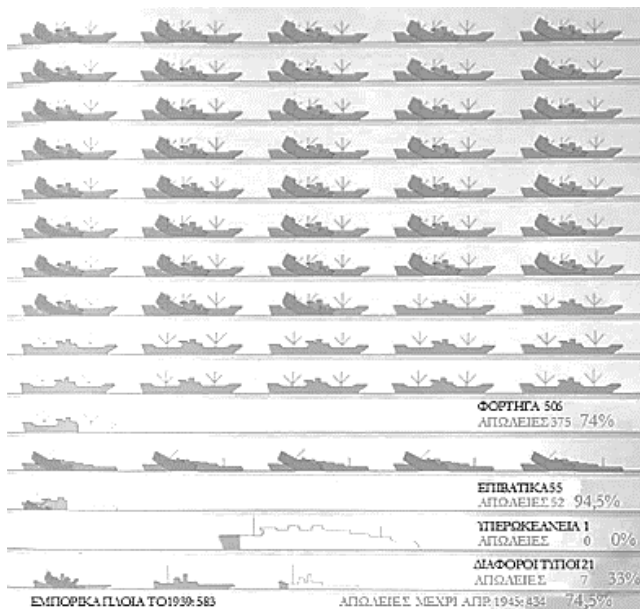 ΦΟΡΤΗΓΑ 506
ΑΠΩΛΕΙΕΣ 375 74%
ΕΠΙΒΑΤΙΚΑ 55
ΑΠΩΛΕΙΕΣ 52 94,5%
ΥΠΕΡΩΚΕΑΝΕΙΑ 1
ΑΠΩΛΕΙΕΣ 0 0%
ΔΙΑΦΟΡΟΙ ΤΥΠΟΙ 21
ΑΠΩΛΕΙΕΣ 7 33%
ΕΜΠΟΡΙΚΑ ΠΛΟΙΑ ΤΟ 1939: 583
ΑΠΩΛΕΙΕΣ ΜΕΧΡΙ ΑΠΡ. 1945: 434 74,5%